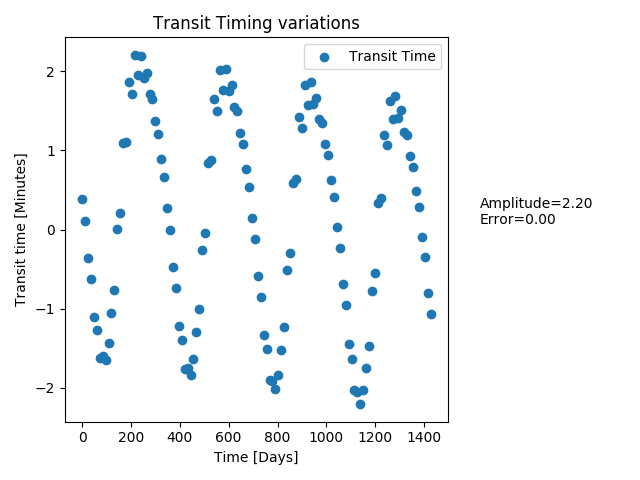 Transit Timing variations
Transit Time
2
1
0
−1
−2
Transit time [Minutes]
Amplitude=2.20
Error=0.00
0 200 400 600 800 1000 1200 1400
Time [Days]